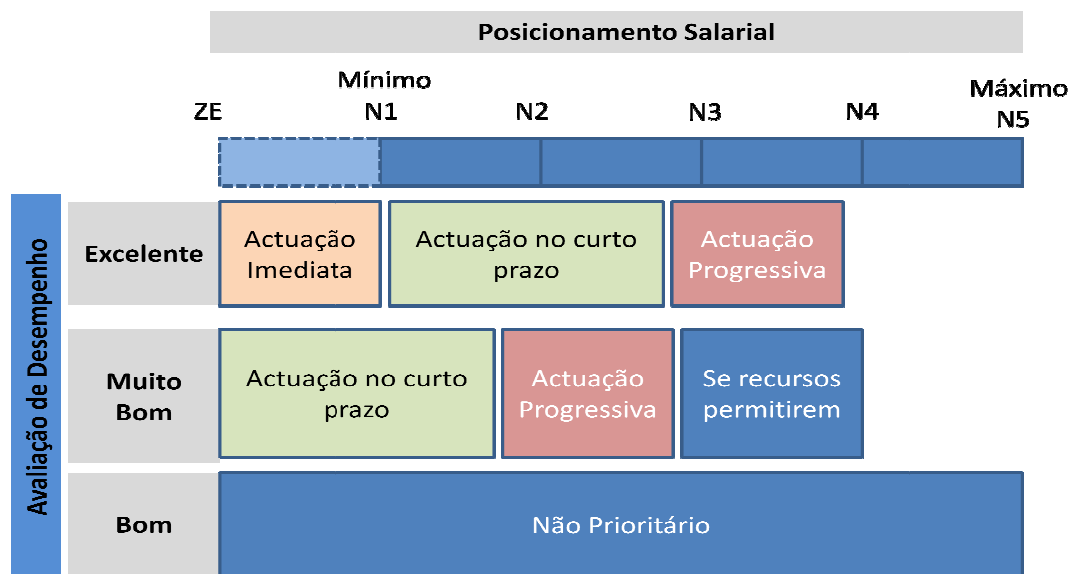 Posicionamento Salarial
Mínimo
Máximo
ZE
N1
N2
N3
N4
N5
Avaliação de Desempenho
Excelente
Actuação
Imediata
Actuação no curto
prazo
Actuação
Progressiva
Muito
Bom
Actuação no curto
prazo
Actuação
Progressiva
Se recursos
permitirem
Bom
Não Prioritário